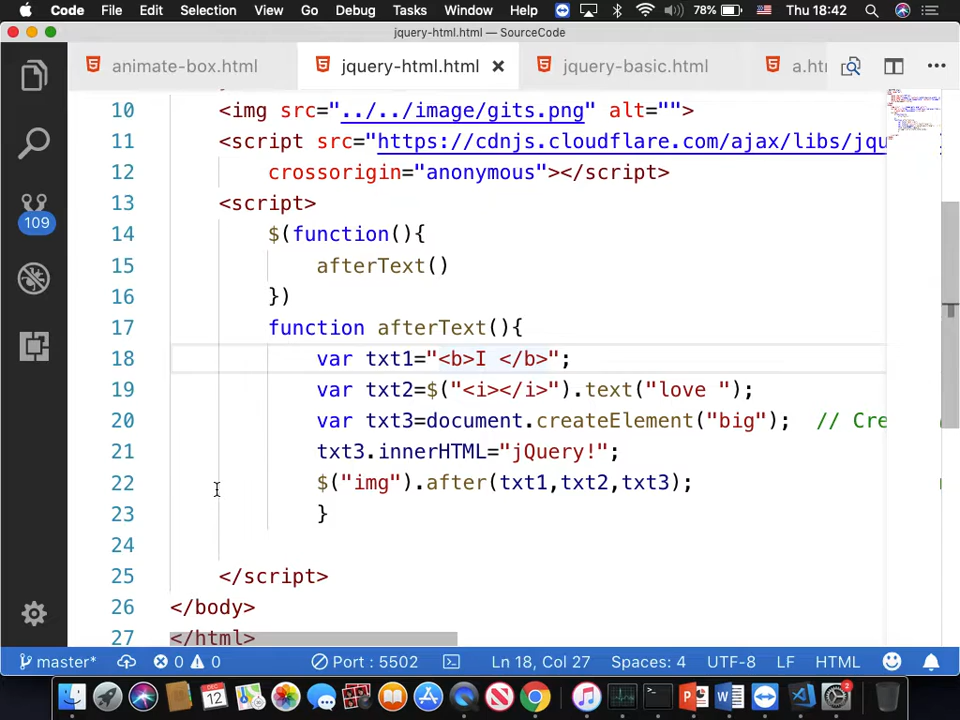 Code File Edit Selection View Go Debug Tasks Window Help 78% Thu 18:42
jquery-html.html — SourceCode
animate-box.html jquery-html.html jquery-basic.html a.ht
10 <img src="../../image/gits.png" alt="">
11 <script src="https://cdnjs.cloudflare.com/ajax/libs/jqu
12 crossorigin="anonymous"></script>
13 <script>
14 $(function(){
15 afterText()
16 })
17 function afterText(){
18 var txt1="<b>I </b>";
19 var txt2=$("<i></i>").text("love ");
20 var txt3=document.createElement("big"); // Cre
21 txt3.innerHTML="jQuery!";
22 $("img").after(txt1,txt2,txt3);
23 }
24
25 </script>
26 </body>
27 </html>
109
master* 0 0 Port : 5502 Ln 18, Col 27 Spaces: 4 UTF-8 LF HTML
DEC
12
2